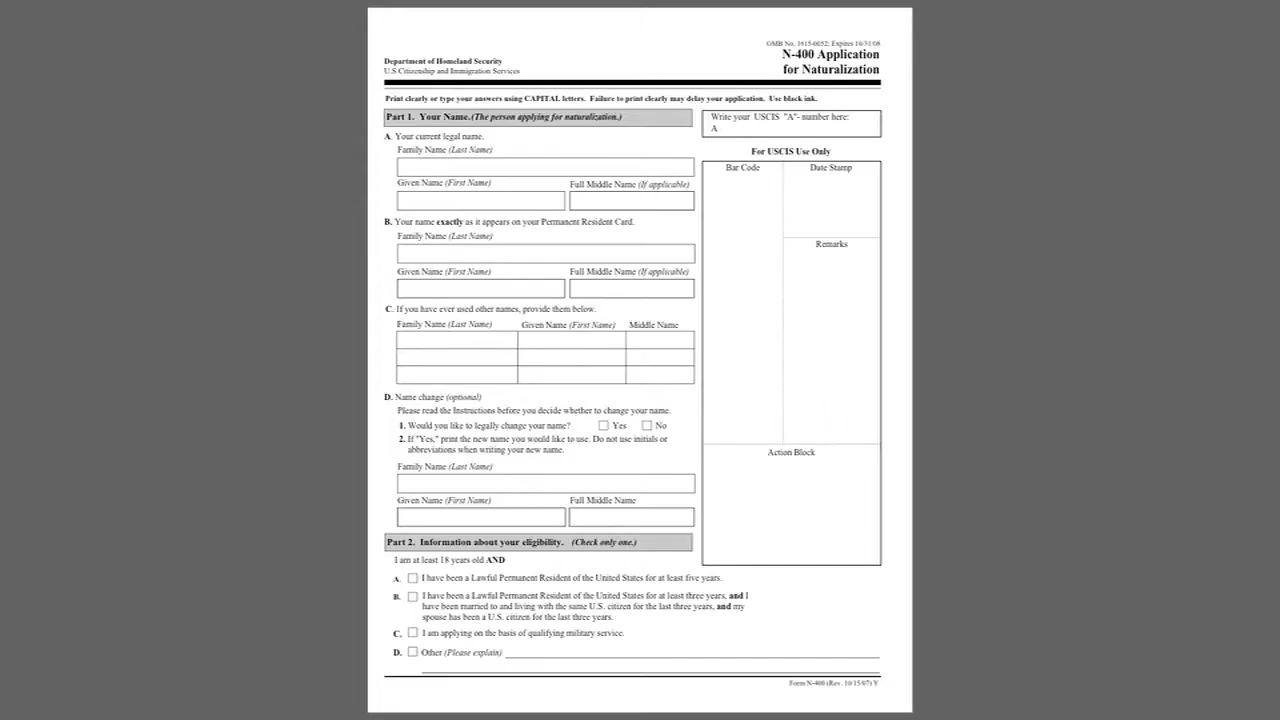 OMB No. 1615-0052; Expires 10/31/08
N-400 Application
for Naturalization
Department of Homeland Security
U.S Citizenship and Immigration Services
Print clearly or type your answers using CAPITAL letters. Failure to print clearly may delay your application. Use black ink.
Part 1. Your Name.(The person applying for naturalization.)
Write your USCIS "A"- number here:
A
A. Your current legal name.
Family Name (Last Name)
Given Name (First Name) Full Middle Name (If applicable)
For USCIS Use Only
Bar Code Date Stamp
Remarks
Action Block
B. Your name exactly as it appears on your Permanent Resident Card.
Family Name (Last Name)
Given Name (First Name) Full Middle Name (If applicable)
C. If you have ever used other names, provide them below.
Family Name (Last Name) Given Name (First Name) Middle Name
D. Name change (optional)
Please read the Instructions before you decide whether to change your name.
1. Would you like to legally change your name? Yes No
2. If "Yes," print the new name you would like to use. Do not use initials or
abbreviations when writing your new name.
Family Name (Last Name)
Given Name (First Name) Full Middle Name
Part 2. Information about your eligibility. (Check only one.)
I am at least 18 years old AND
A. I have been a Lawful Permanent Resident of the United States for at least five years.
B. I have been a Lawful Permanent Resident of the United States for at least three years, and I
have been married to and living with the same U.S. citizen for the last three years, and my
spouse has been a U.S. citizen for the last three years.
C. I am applying on the basis of qualifying military service.
D. Other (Please explain)
Form N-400 (Rev. 10/15/07) Y